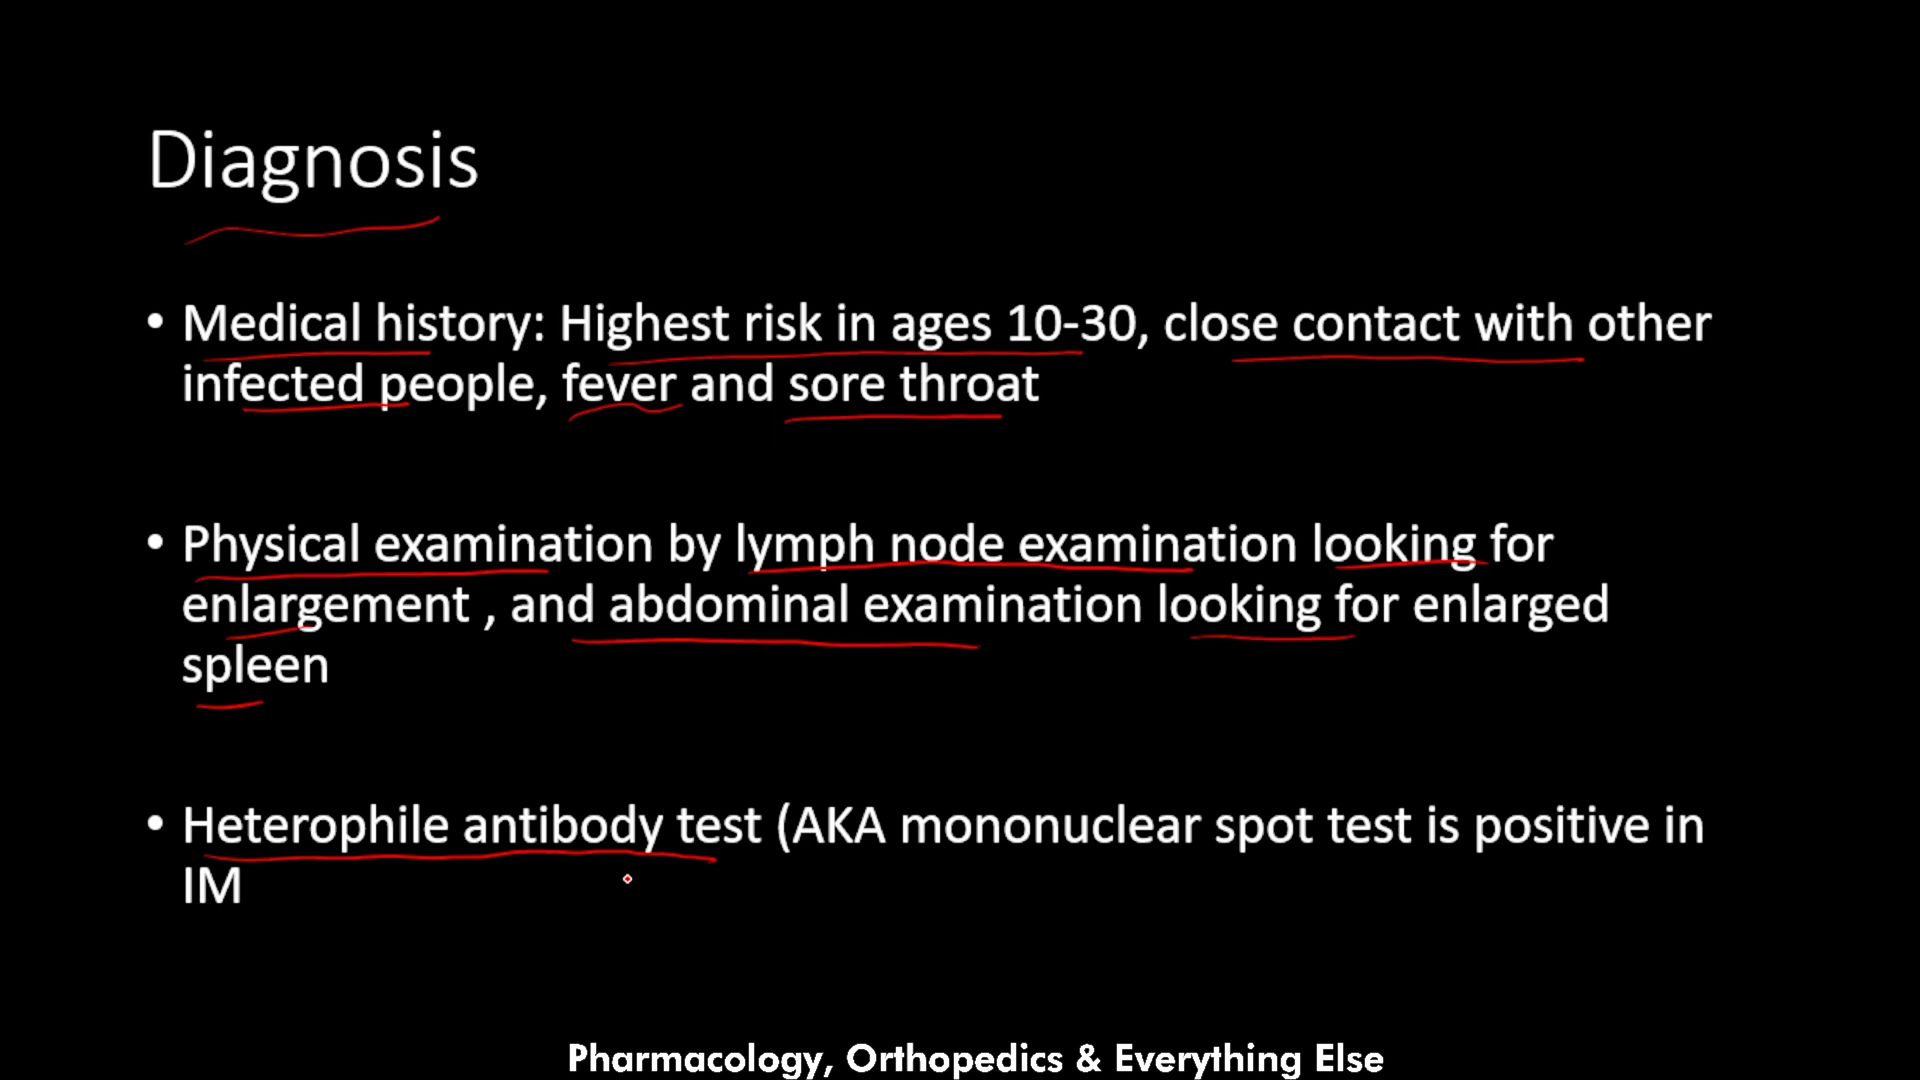 Diagnosis
• Medical history: Highest risk in ages 10-30, close contact with other
infected people, fever and sore throat
• Physical examination by lymph node examination looking for
enlargement , and abdominal examination looking for enlarged
spleen
• Heterophile antibody test (AKA mononuclear spot test is positive in
IM
Pharmacology, Orthopedics & Everything Else